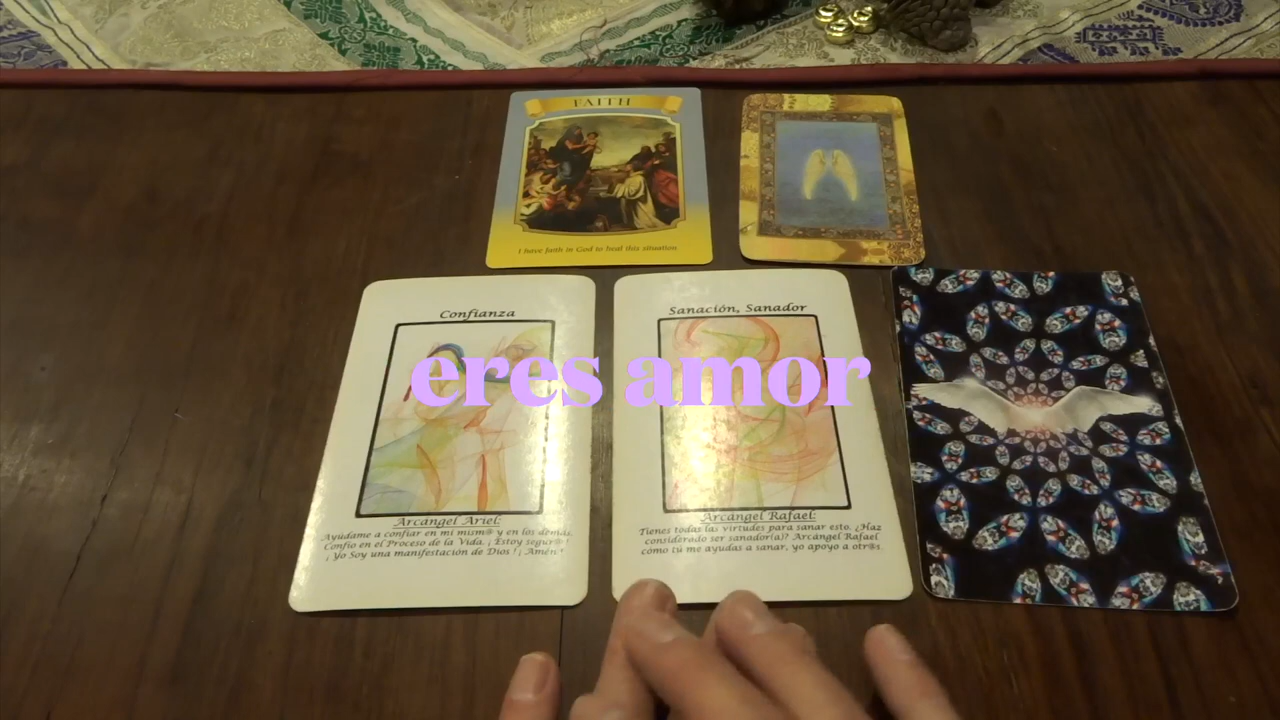 FAITH
I have faith in God to heal this situation
Confianza
Sanación, Sanador
eres amor
Arcángel Ariel:
Ayúdame a confiar en mi mism@ y en los demás.
Confío en el Proceso de la Vida. ¡ Estoy segur@ !
¡ Yo Soy una manifestación de Dios ! ¡ Amén !
Arcángel Rafael:
Tienes todas las virtudes para sanar esto. ¿Haz
considerado ser sanador(a)? Arcángel Rafael
cómo tú me ayudas a sanar, yo apoyo a otr@s.